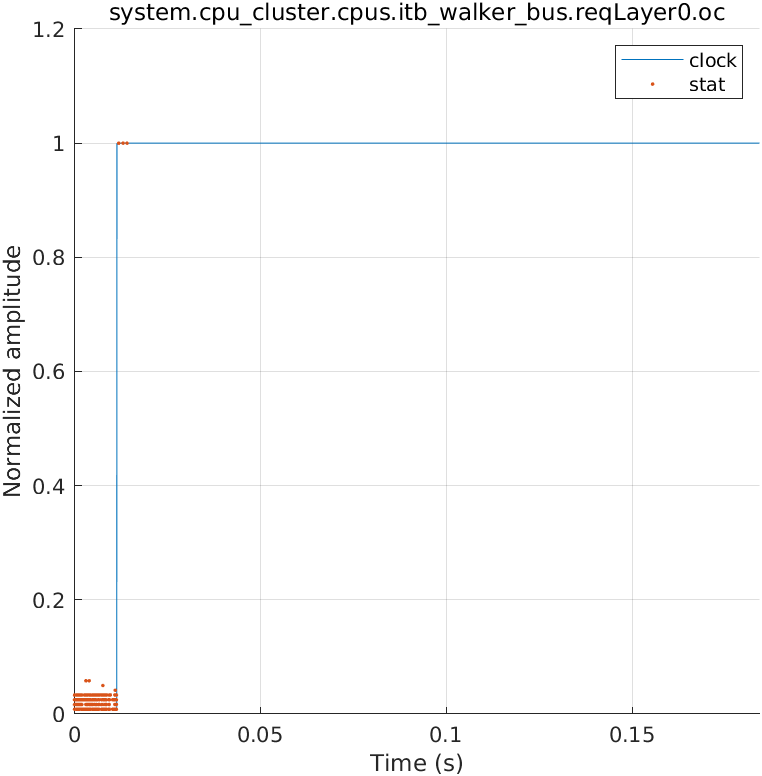 system.cpu_cluster.cpus.itb_walker_bus.reqLayer0.oc
1.2
1
0.8
0.6
0.4
0.2
0
Normalized amplitude
clock
stat
0 0.05 0.1 0.15
Time (s)